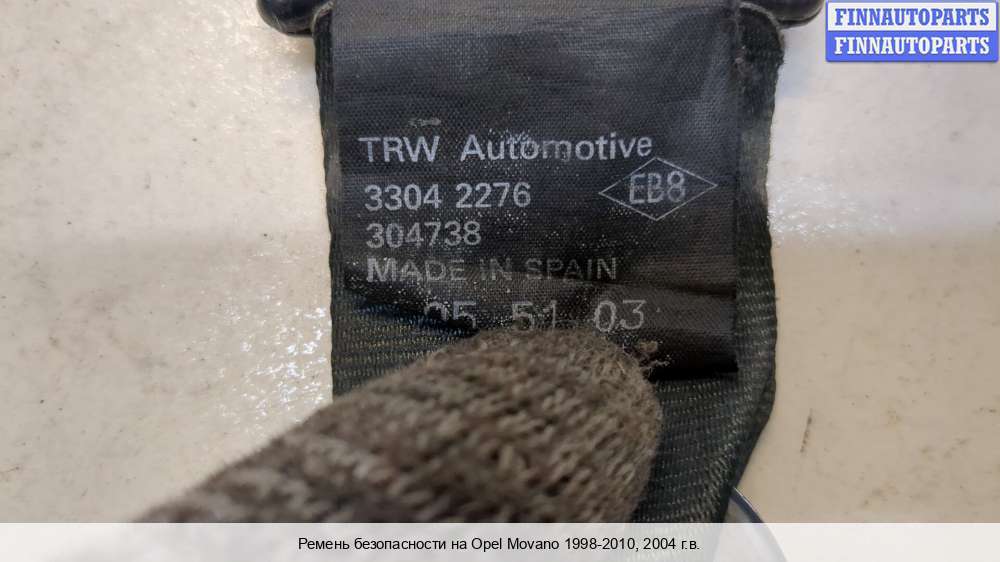 FINNAUTOPARTS
FINNAUTOPARTS
TRW Automotive
3304 2276
EB8
304738
MADE IN SPAIN
05 51 03
Ремень безопасности на Opel Movano 1998-2010, 2004 г.в.